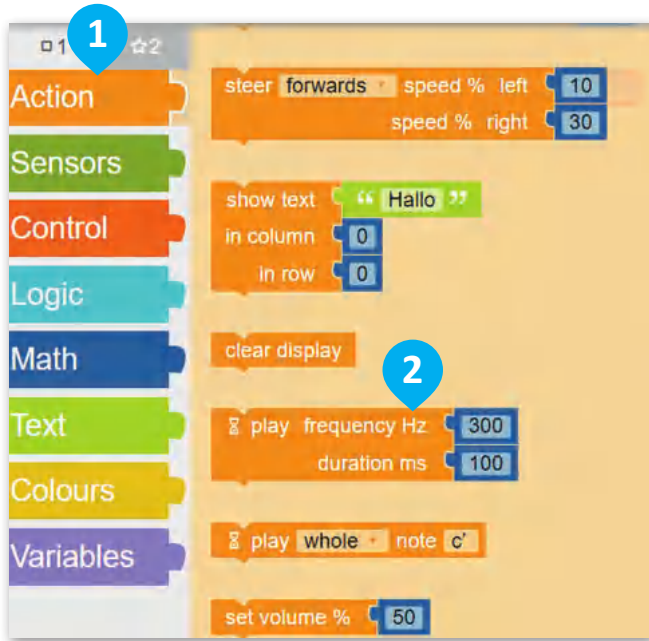 1
1
2
Action
Sensors
Control
Logic
Math
Text
Colours
Variables
steer forwards speed % left 10
speed % right 30
show text “ Hallo ”
in column 0
in row 0
clear display
2
play frequency Hz 300
duration ms 100
play whole note c'
set volume % 50